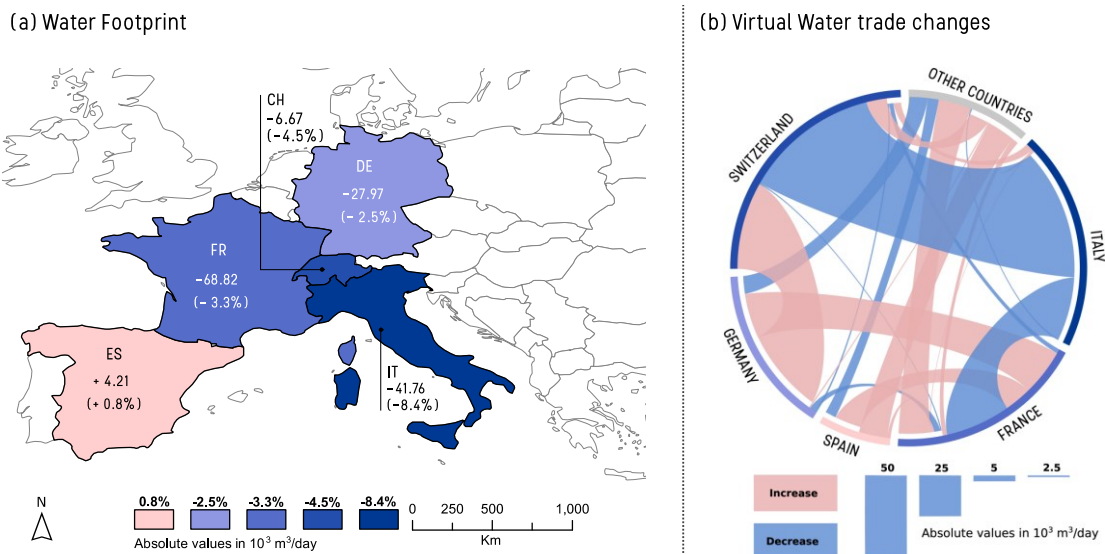 (a) Water Footprint
CH
-6.67
(-4.5%)
DE
-27.97
(- 2.5%)
FR
-68.82
(- 3.3%)
ES
+ 4.21
(+ 0.8%)
IT
-41.76
(-8.4%)
N
0.8%
-2.5%
-3.3%
-4.5%
-8.4%
Absolute values in 10³ m³/day
0 250 500 1,000
Km
(b) Virtual Water trade changes
OTHER COUNTRIES
SWITZERLAND
ITALY
GERMANY
SPAIN
FRANCE
Increase
Decrease
50 25 5 2.5
Absolute values in 10³ m³/day